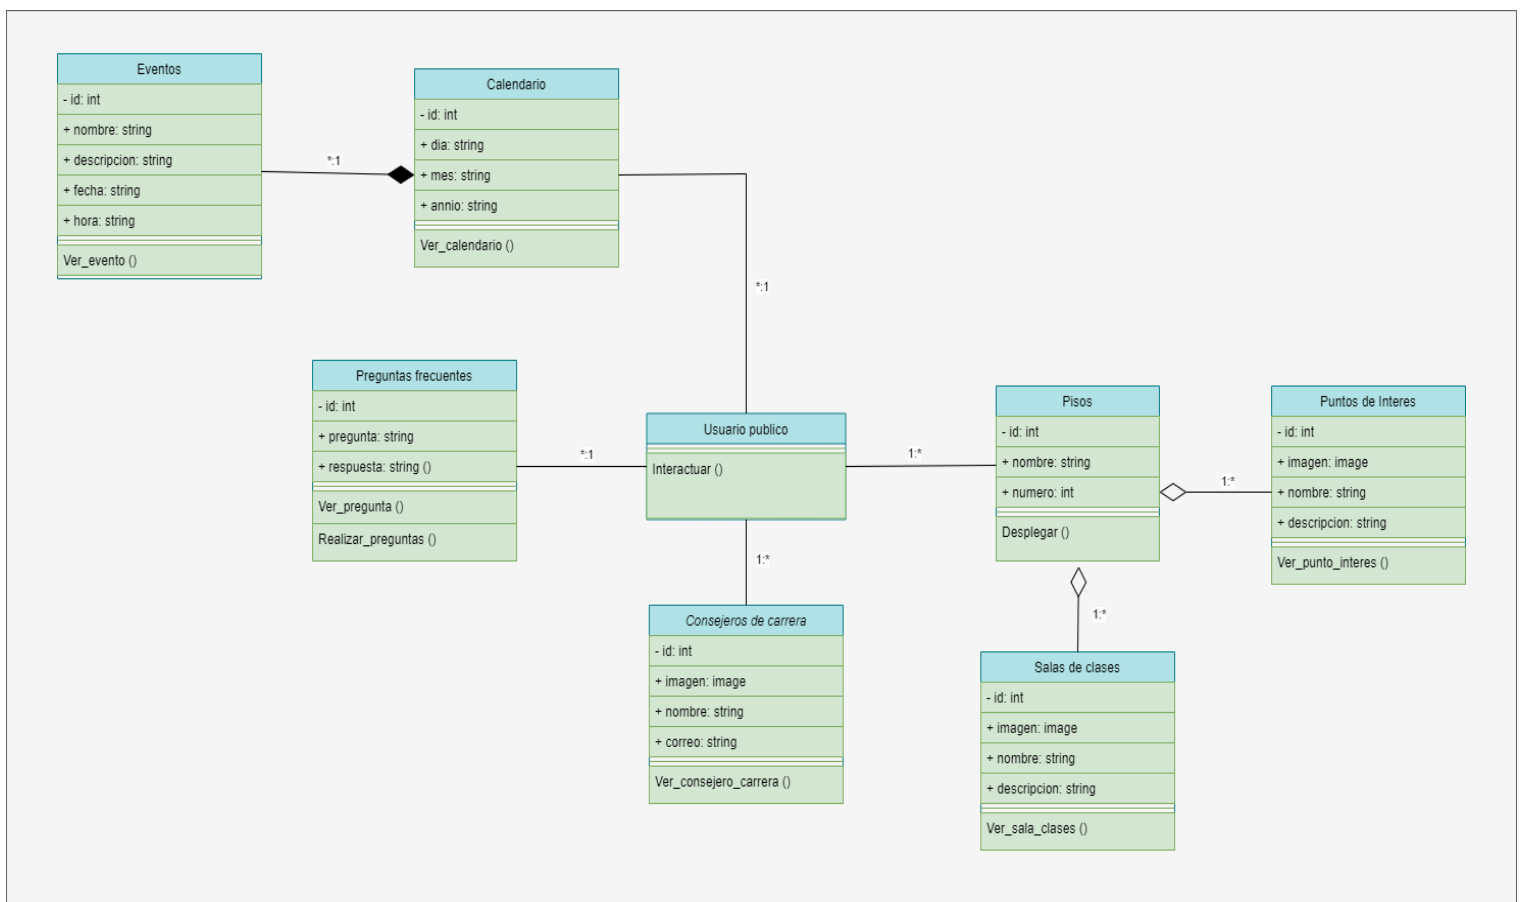 Eventos
- id: int
+ nombre: string
+ descripcion: string
+ fecha: string
+ hora: string
Ver_evento ()
*:1
Calendario
- id: int
+ dia: string
+ mes: string
+ annio: string
Ver_calendario ()
*:1
Preguntas frecuentes
- id: int
+ pregunta: string
+ respuesta: string ()
Ver_pregunta ()
Realizar_preguntas ()
*:1
Usuario publico
Interactuar ()
1:*
Pisos
- id: int
+ nombre: string
+ numero: int
Desplegar ()
1:*
Puntos de Interes
- id: int
+ imagen: image
+ nombre: string
+ descripcion: string
Ver_punto_interes ()
1:*
Consejeros de carrera
- id: int
+ imagen: image
+ nombre: string
+ correo: string
Ver_consejero_carrera ()
1:*
Salas de clases
- id: int
+ imagen: image
+ nombre: string
+ descripcion: string
Ver_sala_clases ()